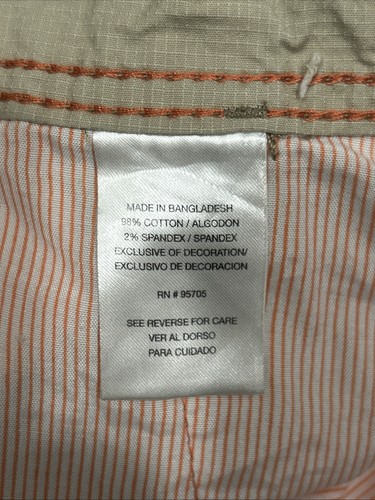 MADE IN BANGLADESH
98% COTTON / ALGODON
2% SPANDEX / SPANDEX
EXCLUSIVE OF DECORATION/
EXCLUSIVO DE DECORACION
RN # 95705
SEE REVERSE FOR CARE
VER AL DORSO
PARA CUIDADO